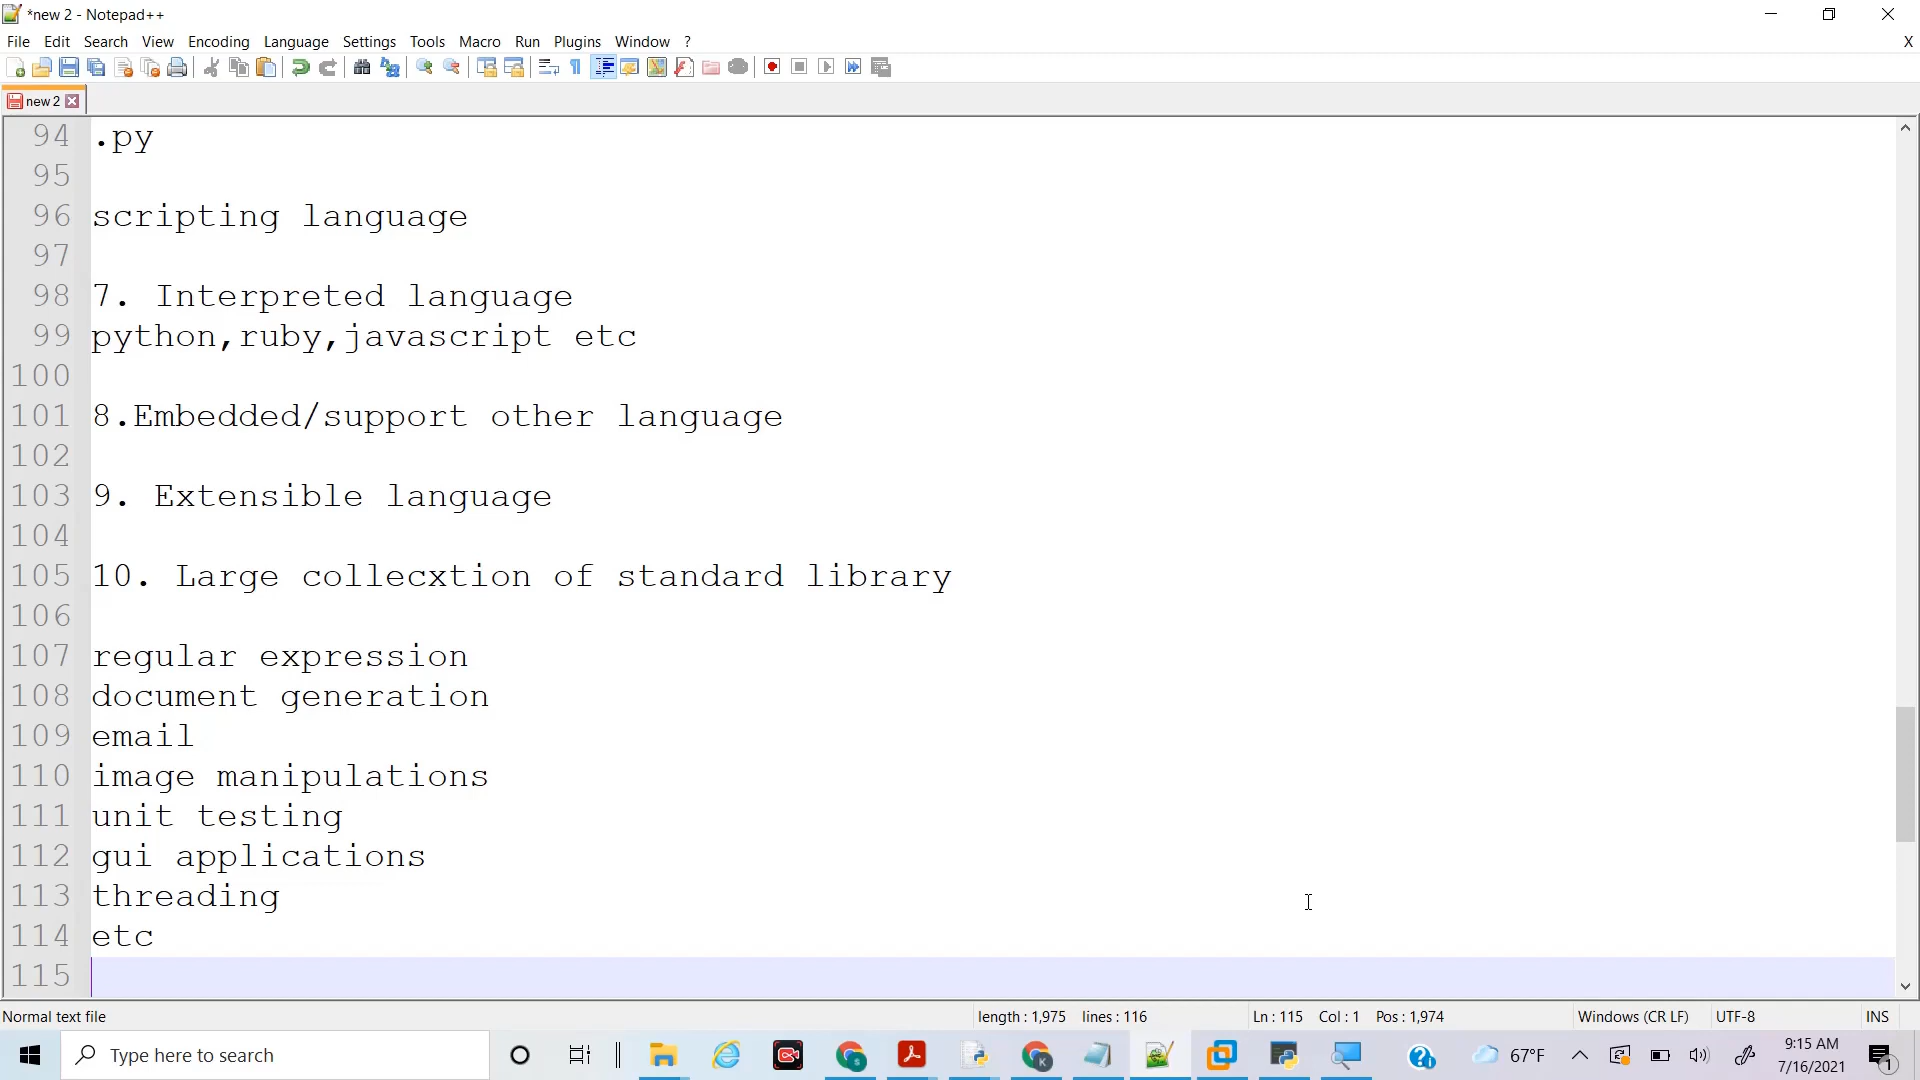 *new 2 - Notepad++
File Edit Search View Encoding Language Settings Tools Macro Run Plugins Window ? X
new 2
94 .py
95
96 scripting language
97
98 7. Interpreted language
99 python,ruby,javascript etc
100
101 8.Embedded/support other language
102
103 9. Extensible language
104
105 10. Large collecxtion of standard library
106
107 regular expression
108 document generation
109 email
110 image manipulations
111 unit testing
112 gui applications
113 threading
114 etc
115
Normal text file length : 1,975 lines : 116 Ln : 115 Col : 1 Pos : 1,974 Windows (CR LF) UTF-8 INS
Type here to search 67°F 9:15 AM
7/16/2021 1